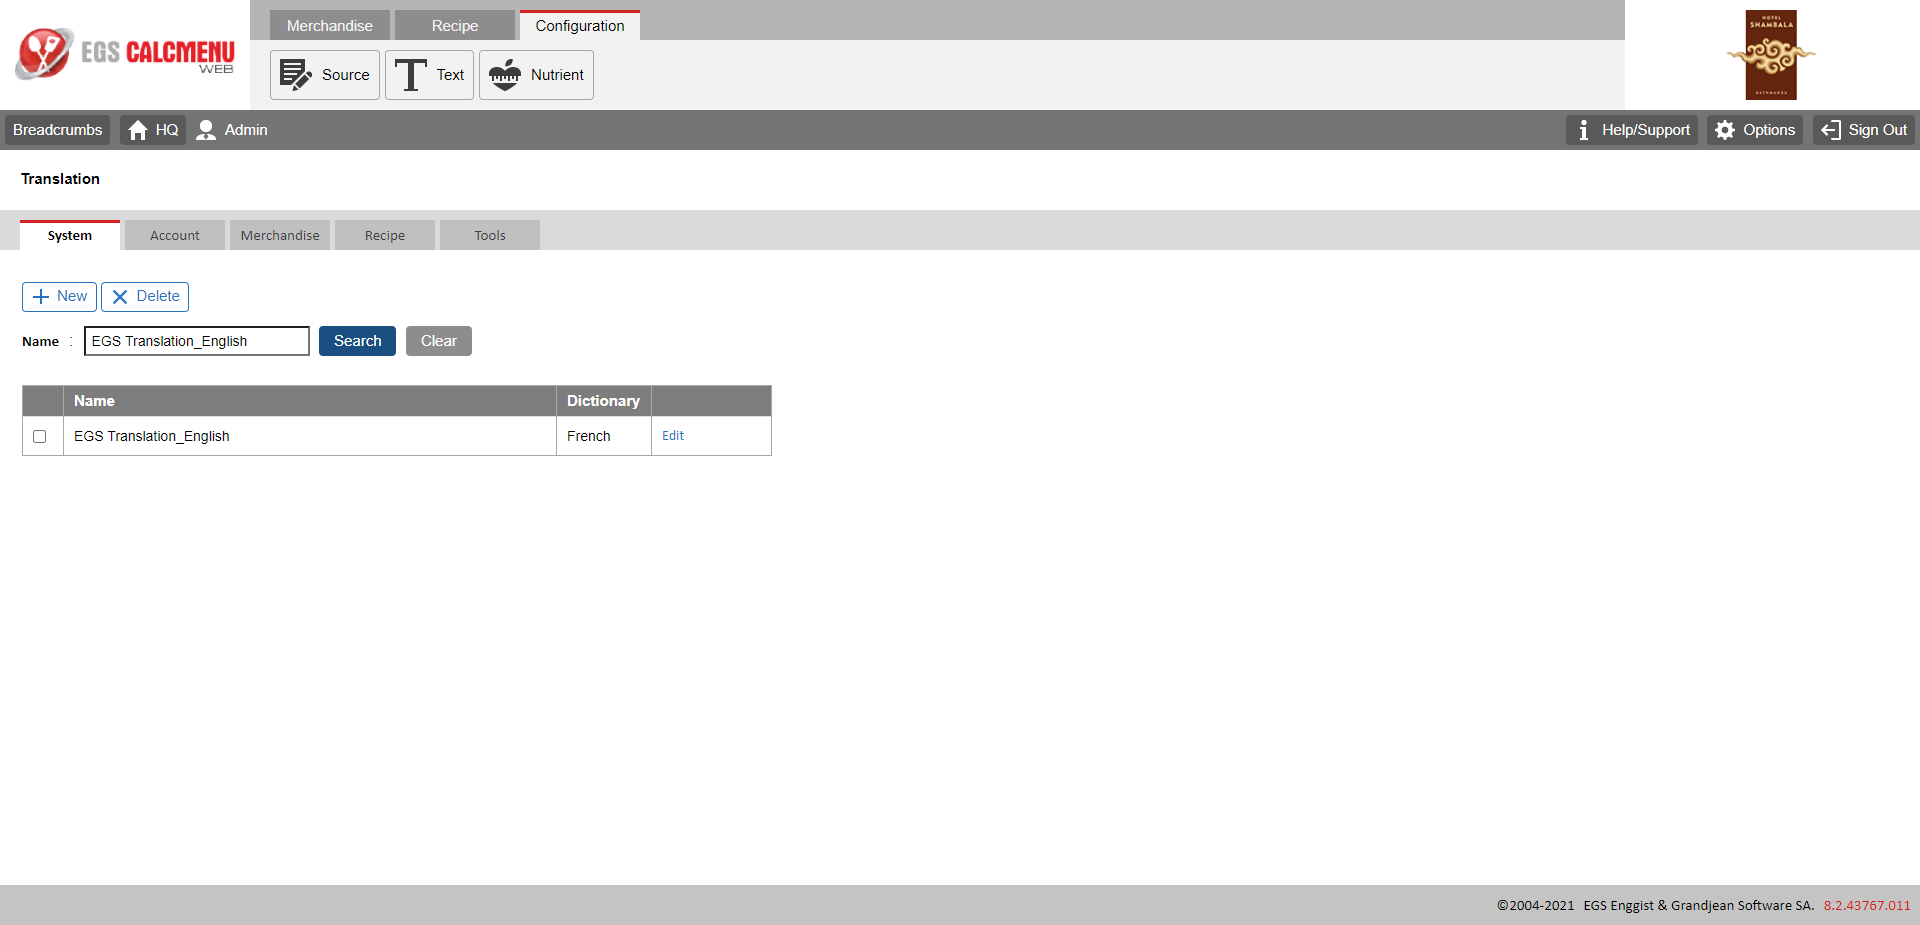 EGS CALCMENU
WEB
Merchandise
Recipe
Configuration
Source
Text
Nutrient
HOTEL
SHAMBALA
KATHMANDU
Breadcrumbs
HQ
Admin
Help/Support
Options
Sign Out
Translation
System
Account
Merchandise
Recipe
Tools
New
Delete
Name : EGS Translation_English
Search
Clear
Name Dictionary
EGS Translation_English French Edit
©2004-2021 EGS Enggist & Grandjean Software SA. 8.2.43767.011